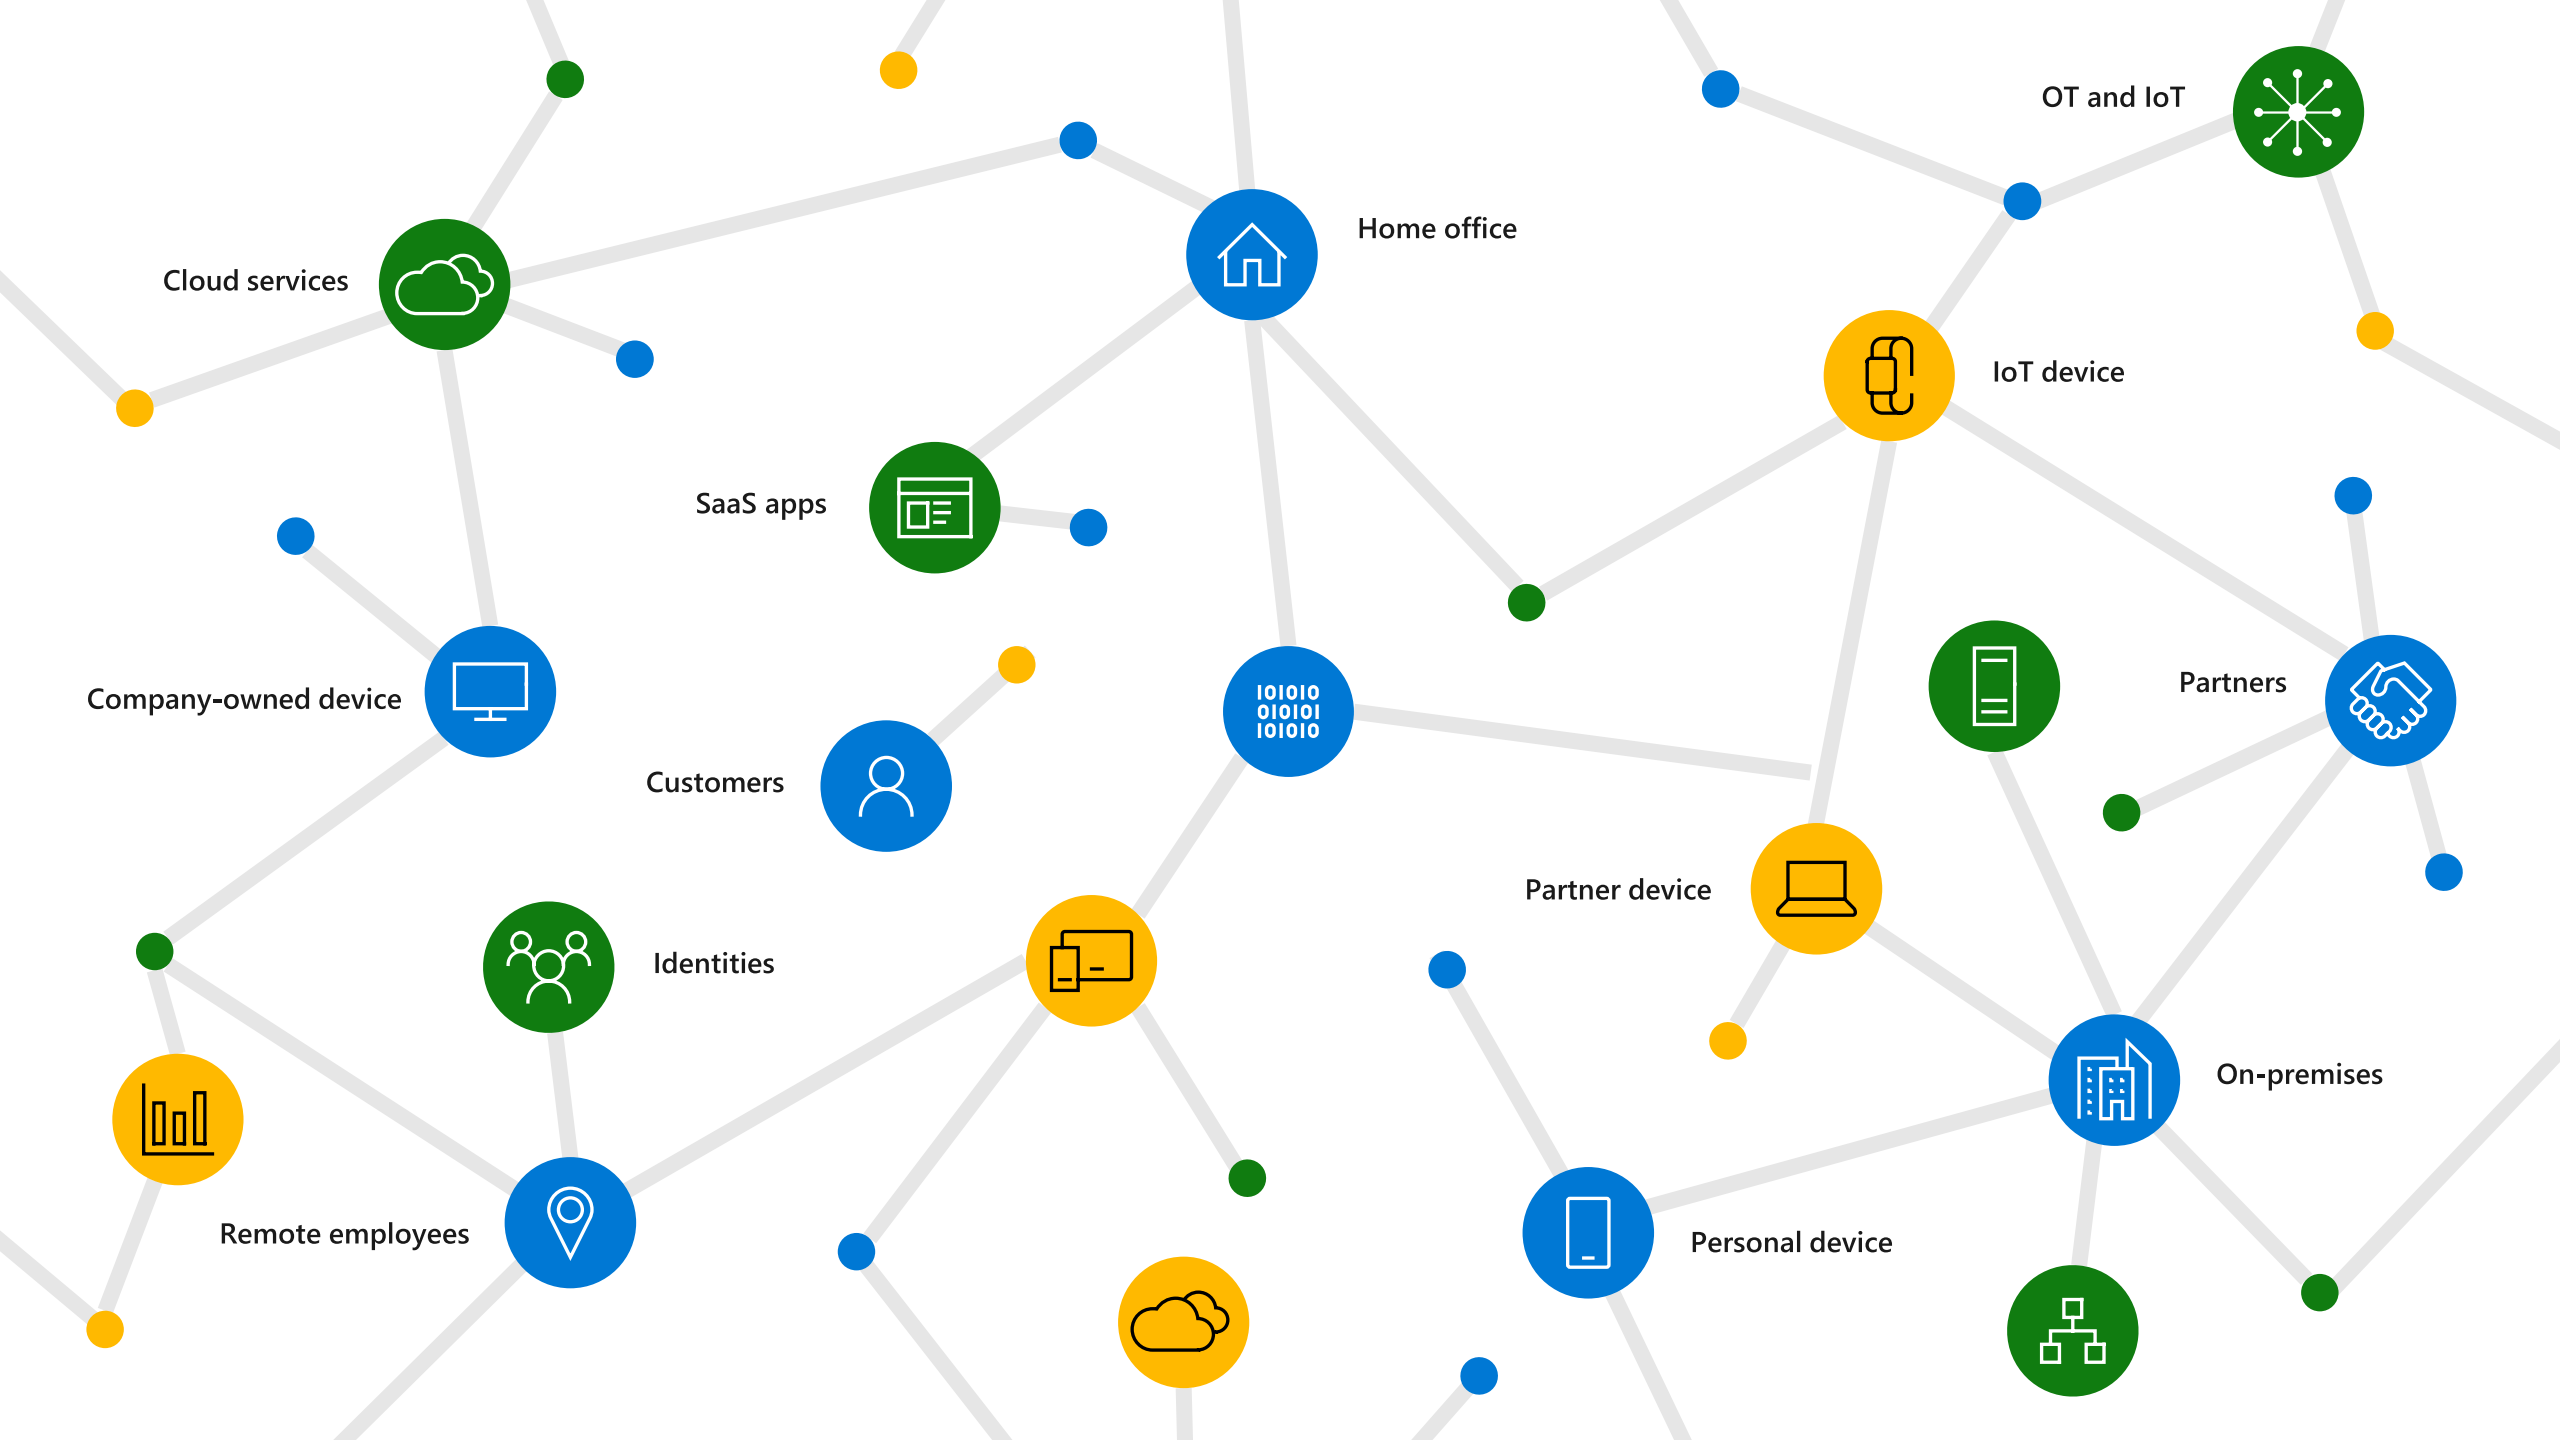 OT and IoT
Home office
Cloud services
IoT device
SaaS apps
Partners
Company-owned device
101010
010101
101010
Customers
Partner device
Identities
On-premises
Remote employees
Personal device